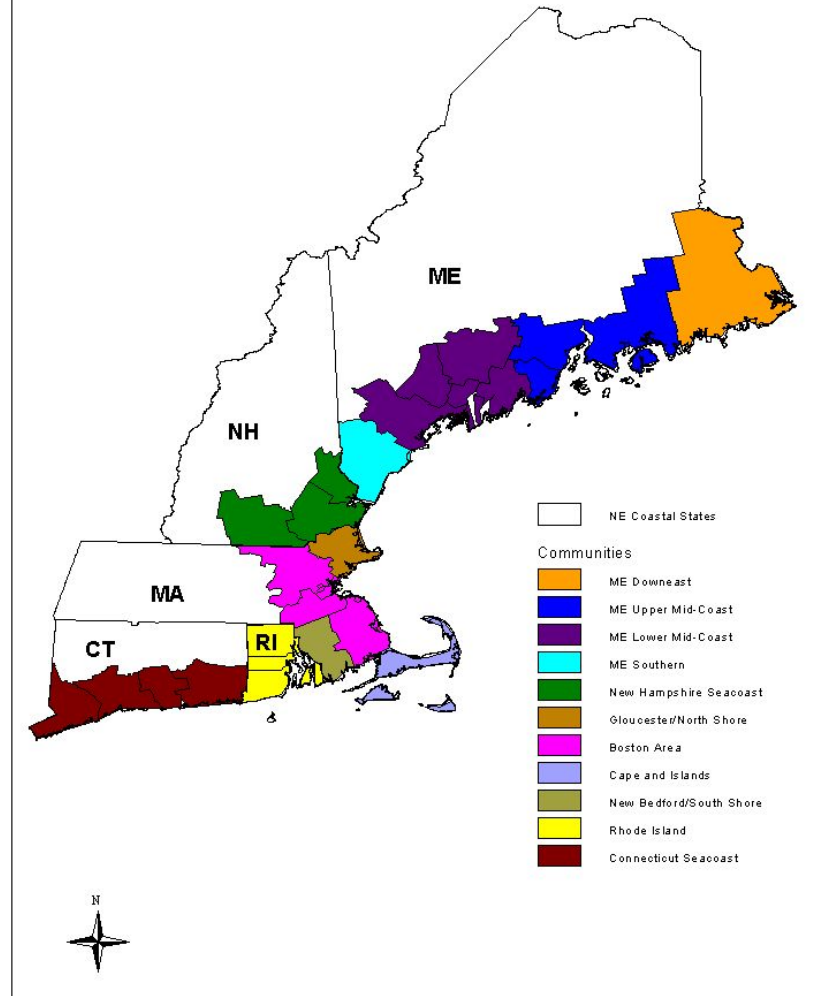 ME
NH
MA
CT
RI
NE Coastal States
Communities
ME Downeast
ME Upper Mid-Coast
ME Lower Mid-Coast
ME Southern
New Hampshire Seacoast
Gloucester/North Shore
Boston Area
Cape and Islands
New Bedford/South Shore
Rhode Island
Connecticut Seacoast
N